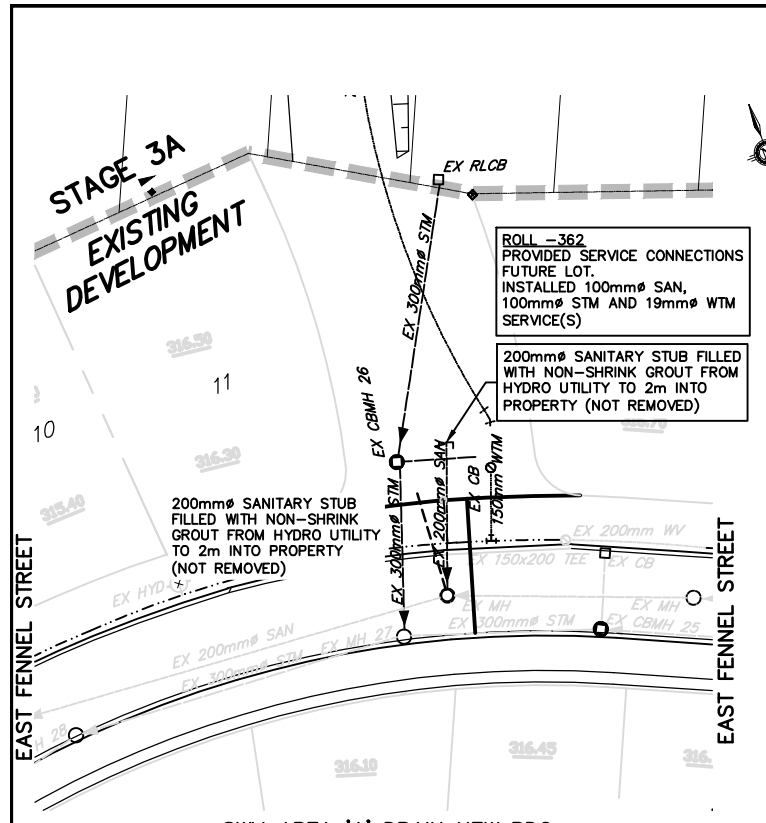 STAGE 3A
EXISTING
DEVELOPMENT
EX RLCB
EX 300mmø STM
ROLL -362
PROVIDED SERVICE CONNECTIONS
FUTURE LOT.
INSTALLED 100mmø SAN,
100mmø STM AND 19mmø WTM
SERVICE(S)
200mmø SANITARY STUB FILLED
WITH NON-SHRINK GROUT FROM
HYDRO UTILITY TO 2m INTO
PROPERTY (NOT REMOVED)
316.50
11
10
316.30
315.40
EX CBMH 26
EX 300mmø STM
EX 200mmø SAN
EX CB
150mm WTM
200mmø SANITARY STUB
FILLED WITH NON-SHRINK
GROUT FROM HYDRO UTILITY
TO 2m INTO PROPERTY
(NOT REMOVED)
EX 200mm WV
EX 150x200 TEE
EX CB
EX HYD
EX MH
EX MH
EX 300mmø STM
EX CBMH 25
EX 200mmø SAN
EX MH 27
EX 300mmø STM
EAST FENNEL STREET
EAST FENNEL STREET
H 28
316.10
316.45
316.